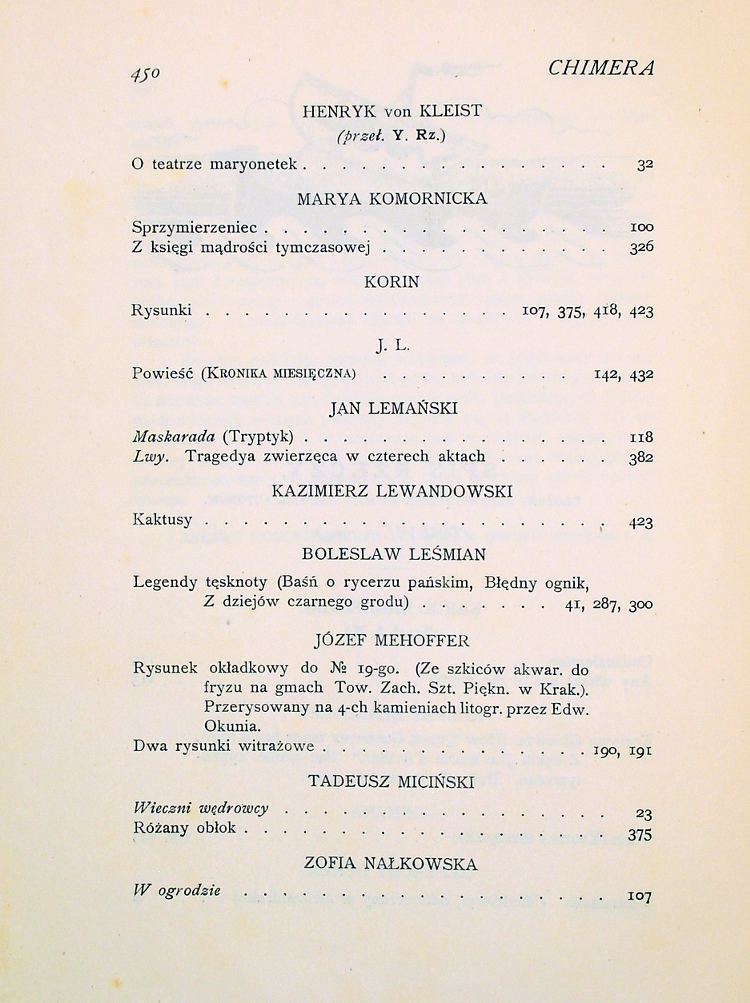 450 CHIMERA
HENRYK von KLEIST
(przeł. Y. Rz.)
O teatrze maryonetek . . . . . . . . . . . . . . . . 32
MARYA KOMORNICKA
Sprzymierzeniec . . . . . . . . . . . . . . . . . . 100
Z księgi mądrości tymczasowej . . . . . . . . . . . . 326
KORIN
Rysunki . . . . . . . . . . . . . . . . 107, 375, 418, 423
J. L.
Powieść (KRONIKA MIESIĘCZNA) . . . . . . . . . . 142, 432
JAN LEMAŃSKI
Maskarada (Tryptyk) . . . . . . . . . . . . . . . . 118
Lwy. Tragedya zwierzęca w czterech aktach . . . . . . 382
KAZIMIERZ LEWANDOWSKI
Kaktusy . . . . . . . . . . . . . . . . . . . . . 423
BOLESLAW LEŚMIAN
Legendy tęsknoty (Baśń o rycerzu pańskim, Błędny ognik,
Z dziejów czarnego grodu) . . . . . . . 41, 287, 300
JÓZEF MEHOFFER
Rysunek okładkowy do № 19-go. (Ze szkiców akwar. do
fryzu na gmach Tow. Zach. Szt. Piękn. w Krak.).
Przerysowany na 4-ch kamieniach litogr. przez Edw.
Okunia.
Dwa rysunki witrażowe . . . . . . . . . . . . . . 190, 191
TADEUSZ MICIŃSKI
Wieczni wędrowcy . . . . . . . . . . . . . . . . . 23
Różany obłok . . . . . . . . . . . . . . . . . . . 375
ZOFIA NAŁKOWSKA
W ogrodzie . . . . . . . . . . . . . . . . . . . 107